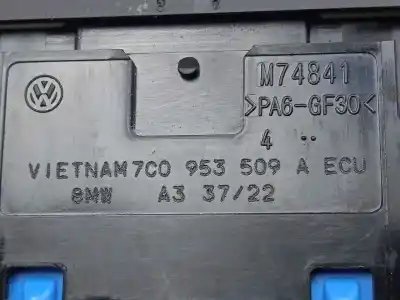 M74841
>PA6-GF30<
4 ..
VIETNAM7C0 953 509 A ECU
8MW A3 37/22